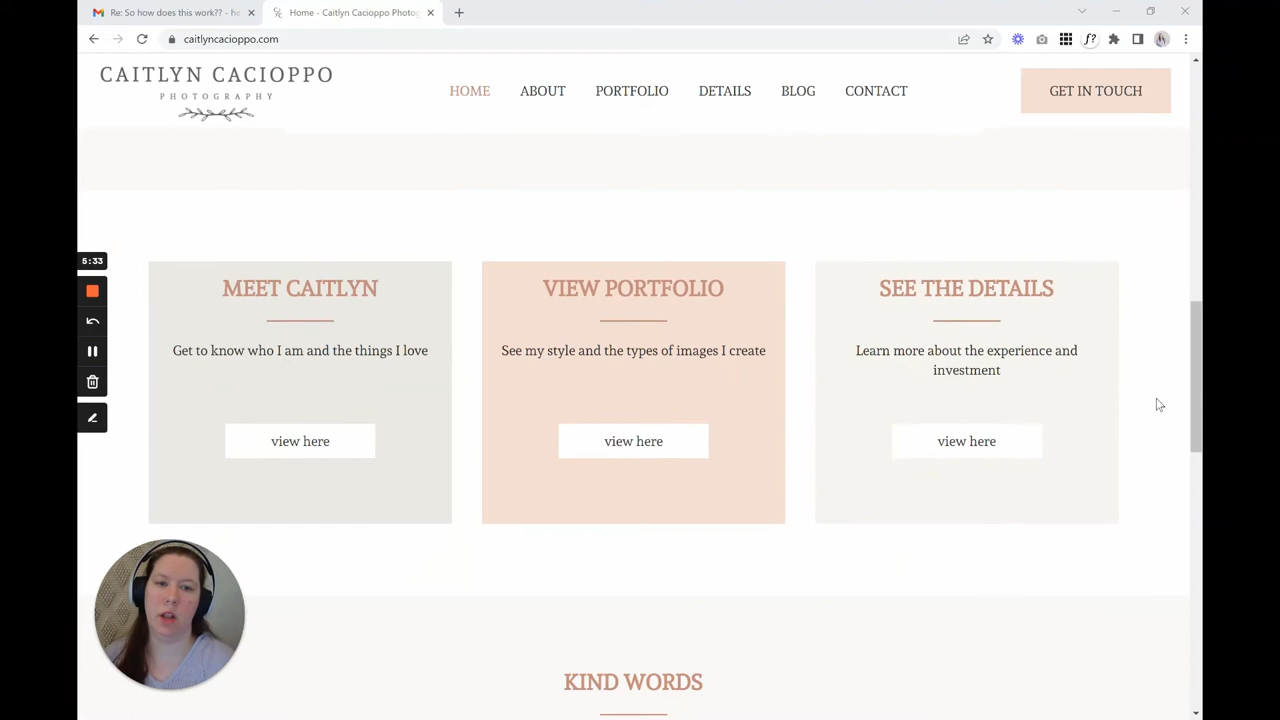 Re: So how does this work?? - he
Home - Caitlyn Cacioppo Photog
caitlyncacioppo.com
f?
CAITLYN CACIOPPO
PHOTOGRAPHY
HOME
ABOUT
PORTFOLIO
DETAILS
BLOG
CONTACT
GET IN TOUCH
5:33
MEET CAITLYN
Get to know who I am and the things I love
view here
VIEW PORTFOLIO
See my style and the types of images I create
view here
SEE THE DETAILS
Learn more about the experience and
investment
view here
KIND WORDS